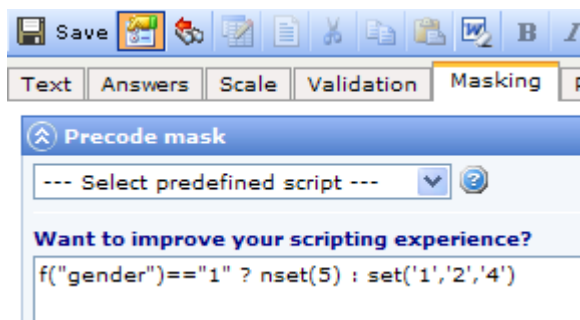 Save B I
Text Answers Scale Validation Masking
Precode mask
--- Select predefined script ---
Want to improve your scripting experience?
f("gender")=="1" ? nset(5) : set('1','2','4')